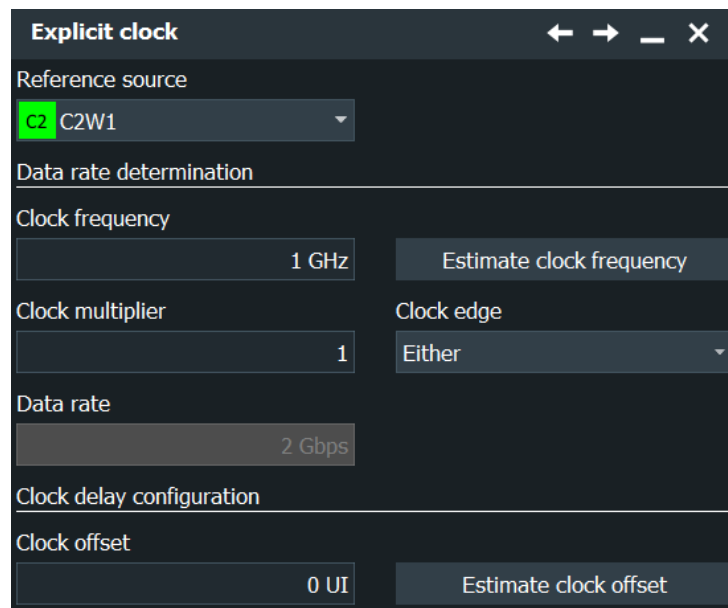 Explicit clock
Reference source
C2 C2W1
Data rate determination
Clock frequency
1 GHz Estimate clock frequency
Clock multiplier Clock edge
1 Either
Data rate
2 Gbps
Clock delay configuration
Clock offset
0 UI Estimate clock offset